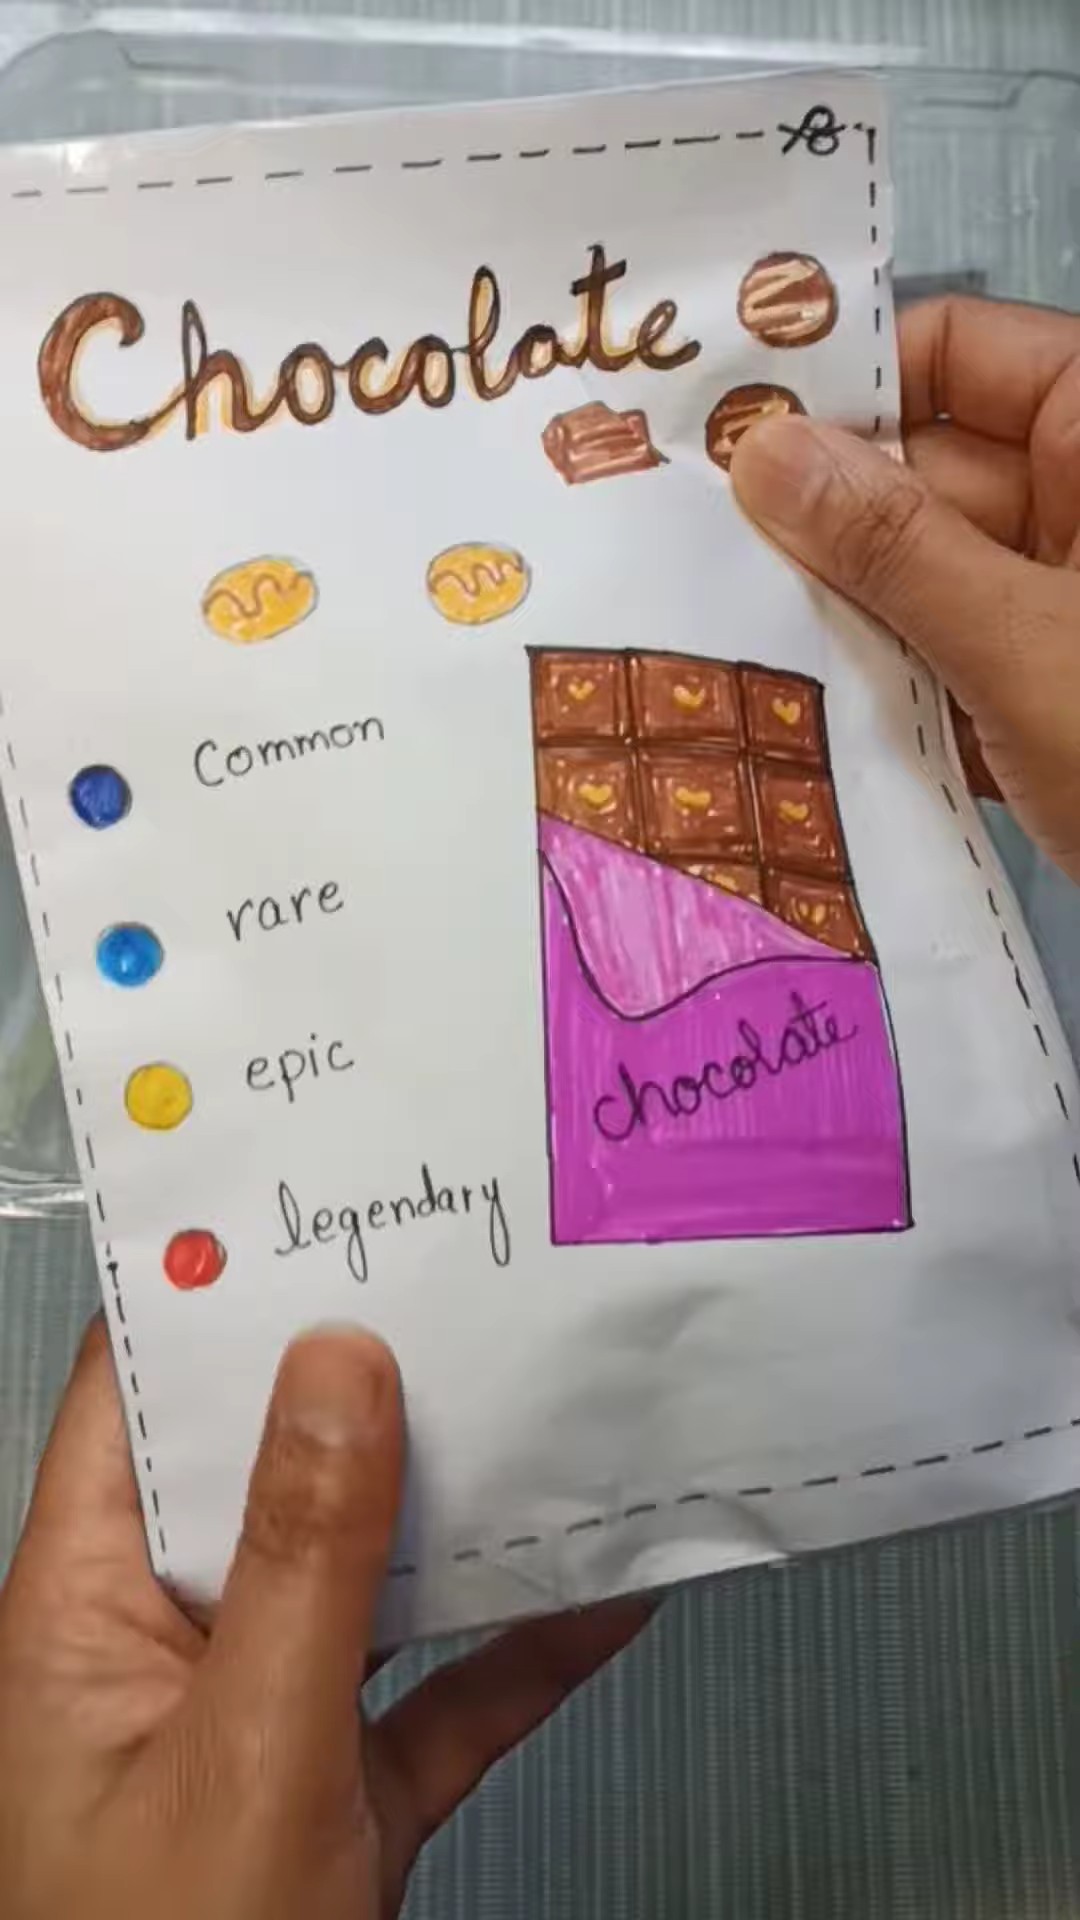 Chocolate
Common
rare
epic
legendary
chocolate